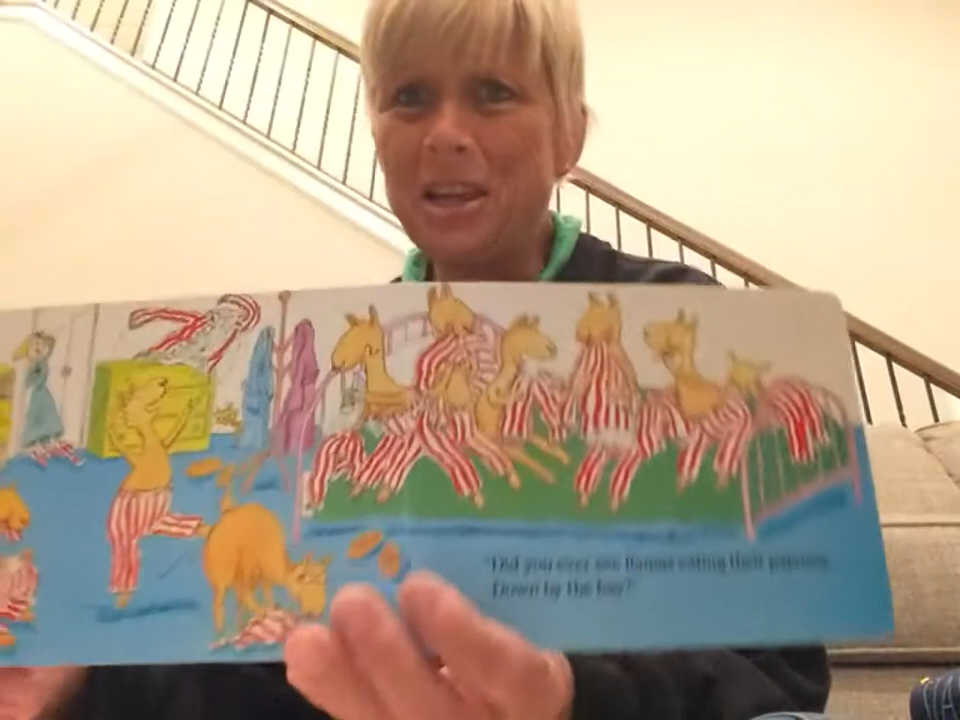 "Did you ever see llamas eating their pajamas,
Down by the bay?"